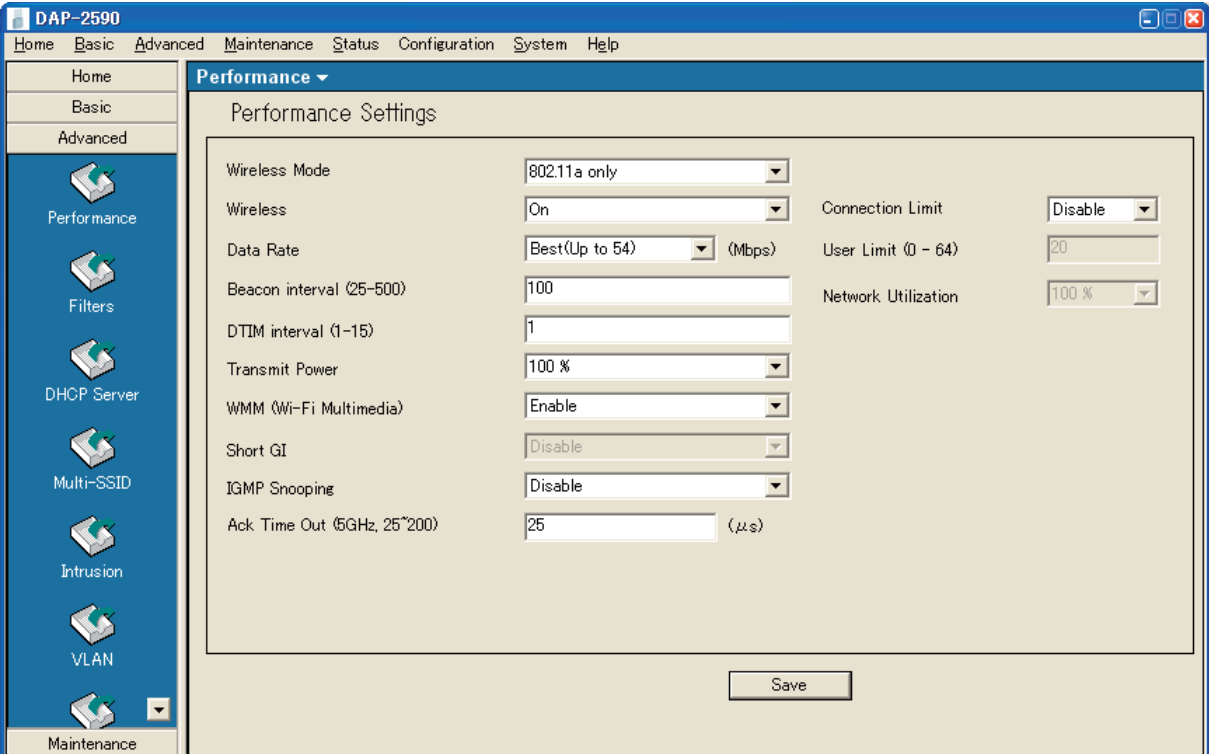 DAP-2590
Home Basic Advanced Maintenance Status Configuration System Help
Home
Basic
Advanced
Performance
Filters
DHCP Server
Multi-SSID
Intrusion
VLAN
Maintenance
Performance
Performance Settings
Wireless Mode 802.11a only
Wireless On
Connection Limit Disable
Data Rate Best(Up to 54) (Mbps)
User Limit (0 - 64) 20
Beacon interval (25-500) 100
Network Utilization 100 %
DTIM interval (1-15) 1
Transmit Power 100 %
WMM (Wi-Fi Multimedia) Enable
Short GI Disable
IGMP Snooping Disable
Ack Time Out (5GHz, 25~200) 25 (μs)
Save